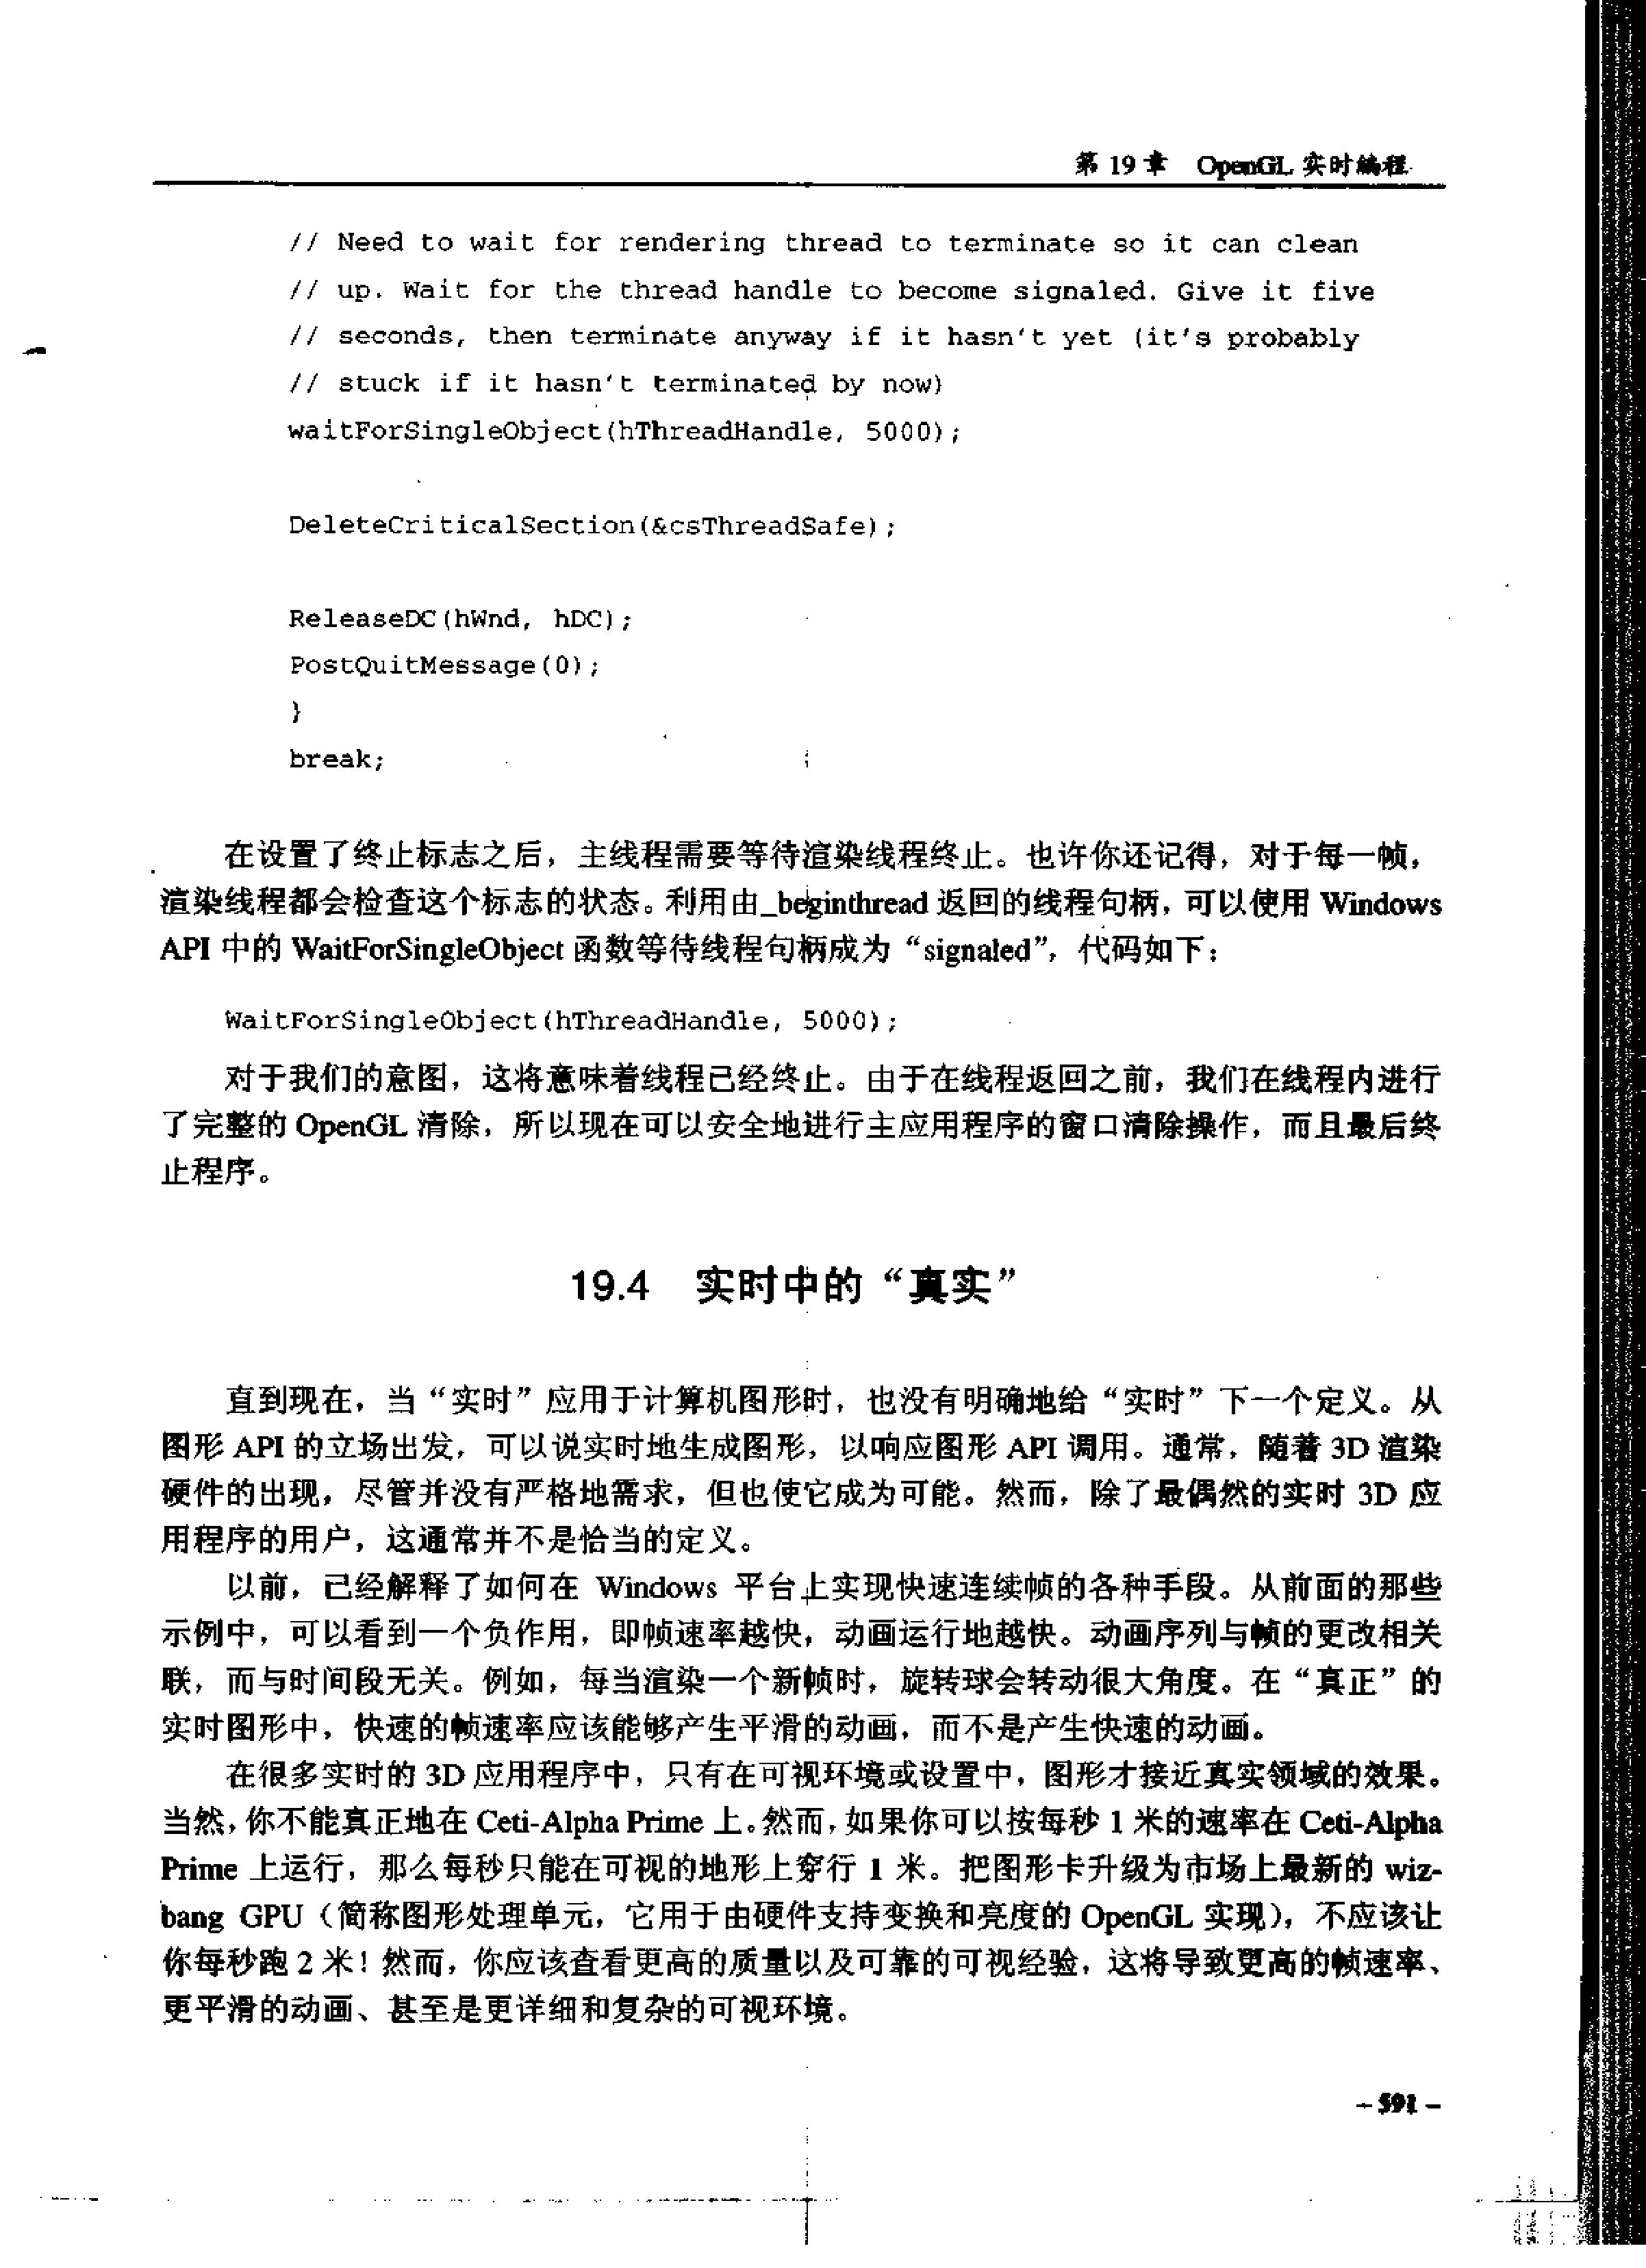 第 19 章 OpenGL 实时编程
// Need to wait for rendering thread to terminate so it can clean
// up. Wait for the thread handle to become signaled. Give it five
// seconds, then terminate anyway if it hasn't yet (it's probably
// stuck if it hasn't terminated by now)
waitForSingleObject(hThreadHandle, 5000);
DeleteCriticalSection(&csThreadSafe);
ReleaseDC(hWnd, hDC);
PostQuitMessage(0);
}
break;
在设置了终止标志之后，主线程需要等待渲染线程终止。也许你还记得，对于每一帧，
渲染线程都会检查这个标志的状态。利用由_beginthread 返回的线程句柄，可以使用 Windows
API 中的 WaitForSingleObject 函数等待线程句柄成为“signaled”，代码如下：
WaitForSingleObject(hThreadHandle, 5000);
对于我们的意图，这将意味着线程已经终止。由于在线程返回之前，我们在线程内进行
了完整的 OpenGL 清除，所以现在可以安全地进行主应用程序的窗口清除操作，而且最后终
止程序。
19.4 实时中的“真实”
直到现在，当“实时”应用于计算机图形时，也没有明确地给“实时”下一个定义。从
图形 API 的立场出发，可以说实时地生成图形，以响应图形 API 调用。通常，随着 3D 渲染
硬件的出现，尽管并没有严格地需求，但也使它成为可能。然而，除了最偶然的实时 3D 应
用程序的用户，这通常并不是恰当的定义。
以前，已经解释了如何在 Windows 平台上实现快速连续帧的各种手段。从前面的那些
示例中，可以看到一个负作用，即帧速率越快，动画运行地越快。动画序列与帧的更改相关
联，而与时间段无关。例如，每当渲染一个新帧时，旋转球会转动很大角度。在“真正”的
实时图形中，快速的帧速率应该能够产生平滑的动画，而不是产生快速的动画。
在很多实时的 3D 应用程序中，只有在可视环境或设置中，图形才接近真实领域的效果。
当然，你不能真正地在 Ceti-Alpha Prime 上。然而，如果你可以按每秒 1 米的速率在 Ceti-Alpha
Prime 上运行，那么每秒只能在可视的地形上穿行 1 米。把图形卡升级为市场上最新的 wiz-
bang GPU（简称图形处理单元，它用于由硬件支持变换和亮度的 OpenGL 实现），不应该让
你每秒跑 2 米！然而，你应该查看更高的质量以及可靠的可视经验，这将导致更高的帧速率、
更平滑的动画、甚至是更详细和复杂的可视环境。
- 591 -